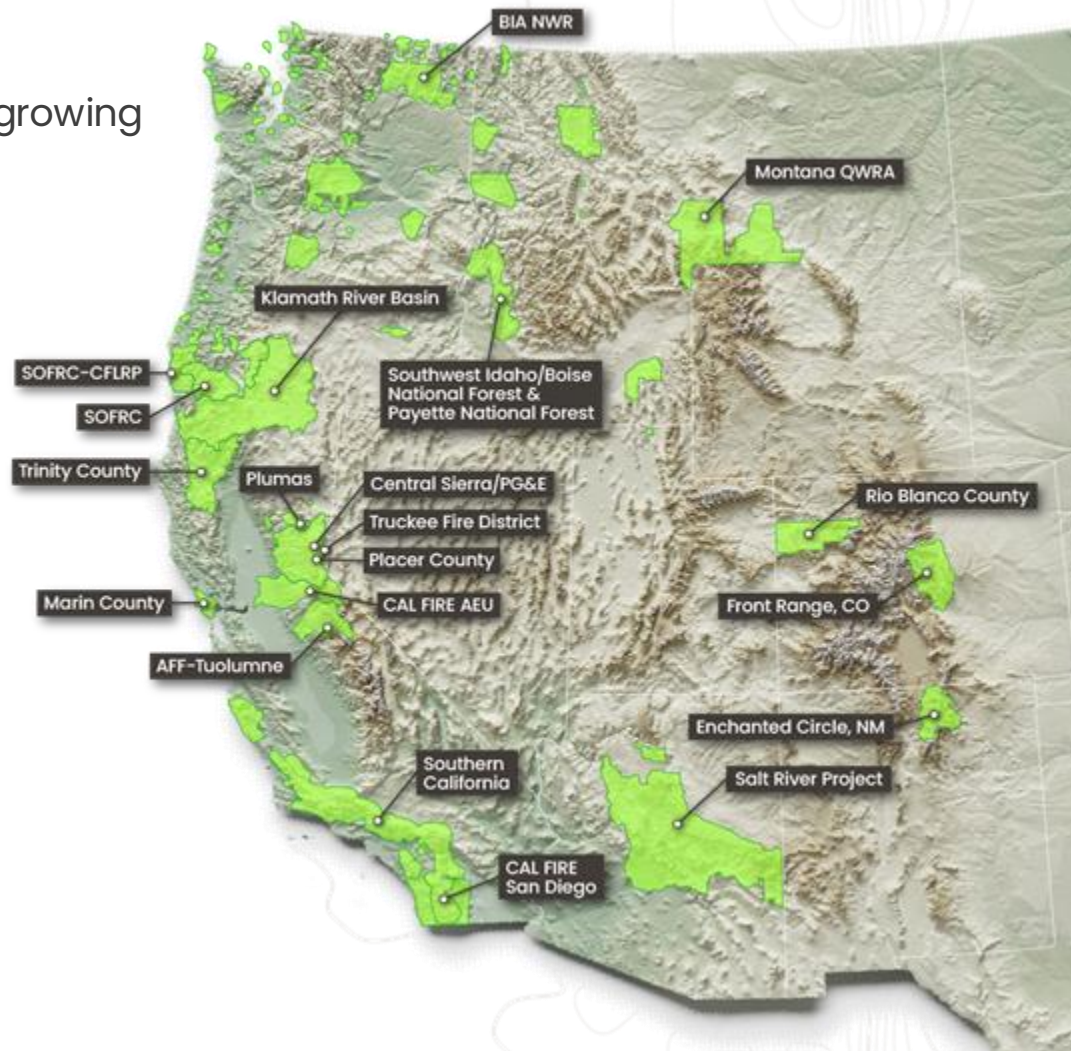 BIA NWR
growing
Montana QWRA
Klamath River Basin
SOFRC-CFLRP
Southwest Idaho/Boise
National Forest &
Payette National Forest
SOFRC
Trinity County
Plumas
Central Sierra/PG&E
Rio Blanco County
Truckee Fire District
Placer County
Marin County
CAL FIRE AEU
Front Range, CO
AFF-Tuolumne
Enchanted Circle, NM
Southern
California
Salt River Project
CAL FIRE
San Diego